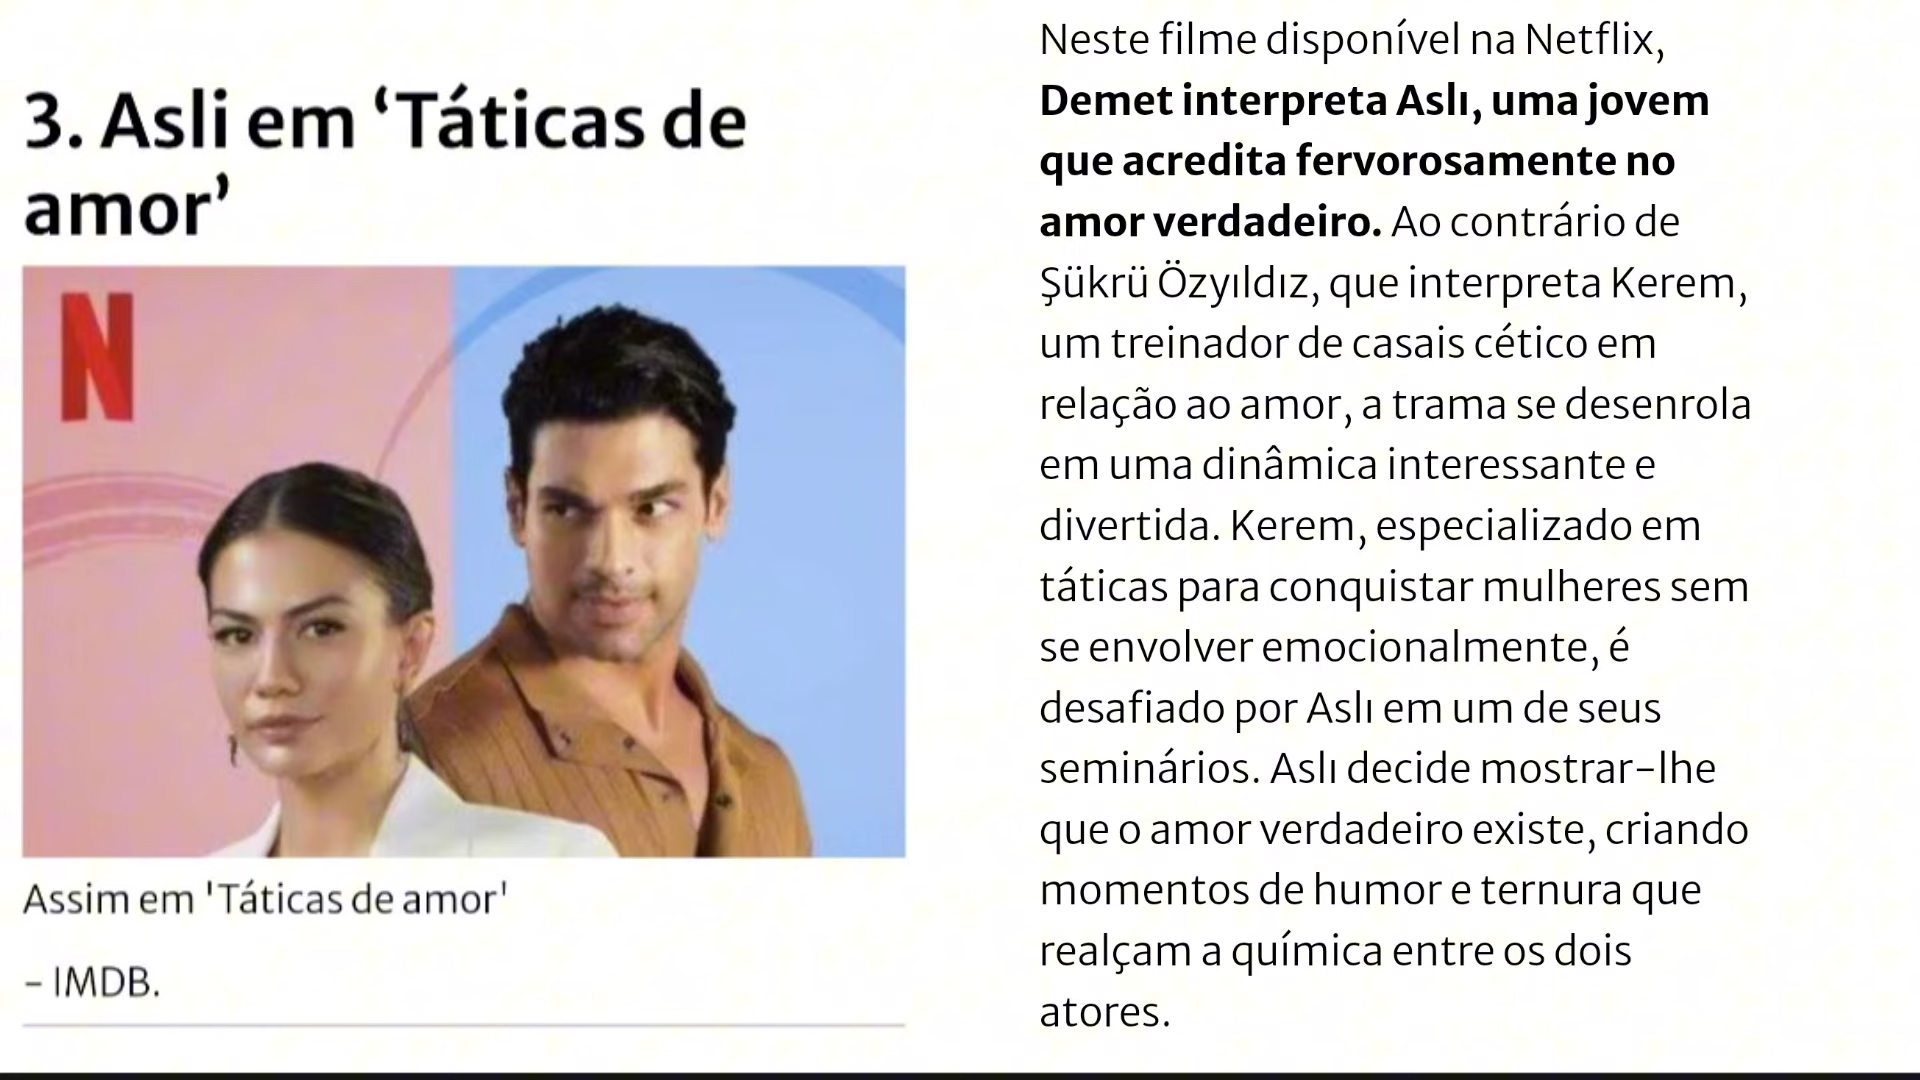 3. Asli em ‘Táticas de
amor’
N
Assim em 'Táticas de amor'
– IMDB.
Neste filme disponível na Netflix,
Demet interpreta Aslı, uma jovem
que acredita fervorosamente no
amor verdadeiro. Ao contrário de
Şükrü Özyıldız, que interpreta Kerem,
um treinador de casais cético em
relação ao amor, a trama se desenrola
em uma dinâmica interessante e
divertida. Kerem, especializado em
táticas para conquistar mulheres sem
se envolver emocionalmente, é
desafiado por Aslı em um de seus
seminários. Aslı decide mostrar-lhe
que o amor verdadeiro existe, criando
momentos de humor e ternura que
realçam a química entre os dois
atores.